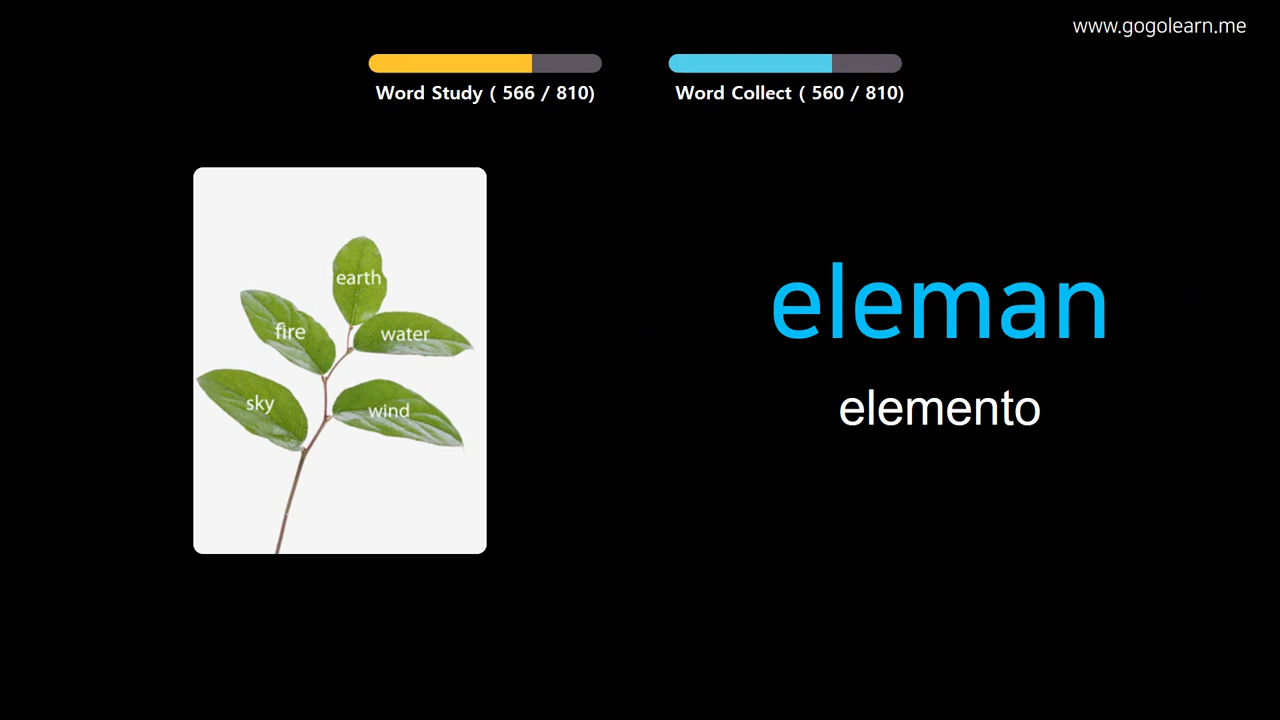 www.gogolearn.me
Word Study ( 566 / 810)
Word Collect ( 560 / 810)
earth
fire
water
sky
wind
eleman
elemento